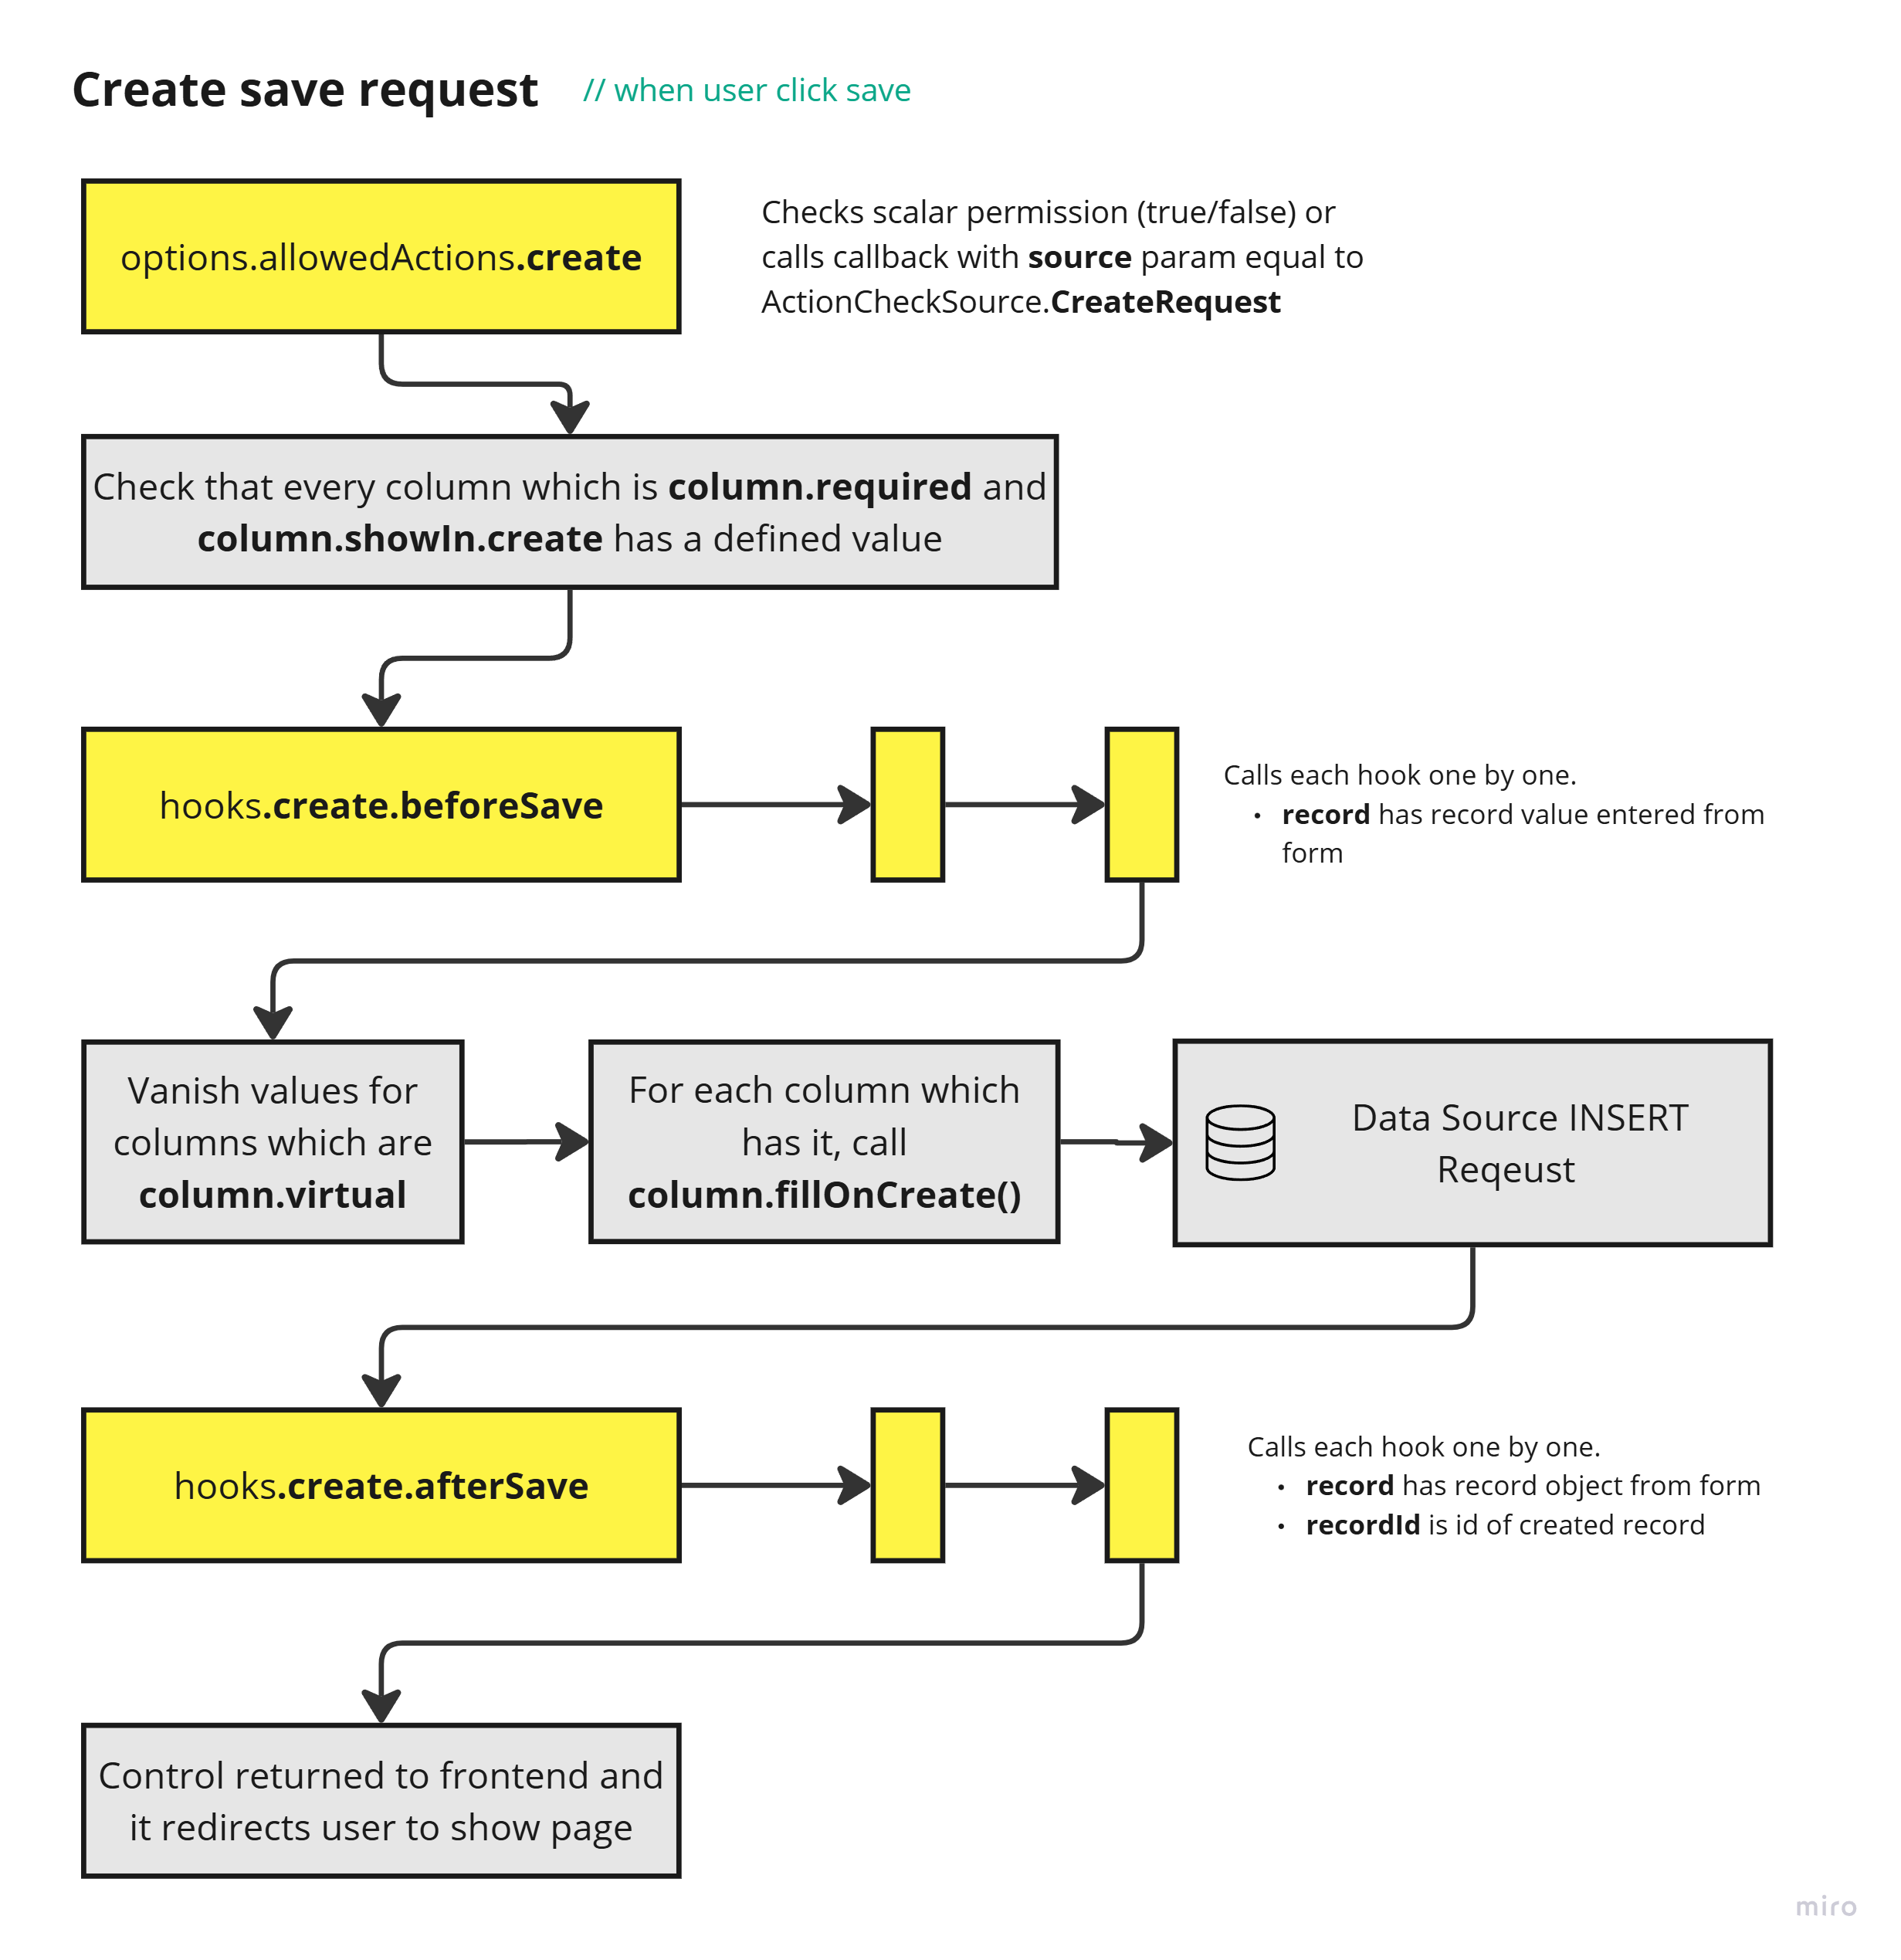 Create save request // when user click save
options.allowedActions.create
Checks scalar permission (true/false) or
calls callback with source param equal to
ActionCheckSource.CreateRequest
Check that every column which is column.required and
column.showIn.create has a defined value
hooks.create.beforeSave
Calls each hook one by one.
• record has record value entered from
form
Vanish values for
columns which are
column.virtual
For each column which
has it, call
column.fillOnCreate()
Data Source INSERT
Reqeust
hooks.create.afterSave
Calls each hook one by one.
• record has record object from form
• recordId is id of created record
Control returned to frontend and
it redirects user to show page
miro